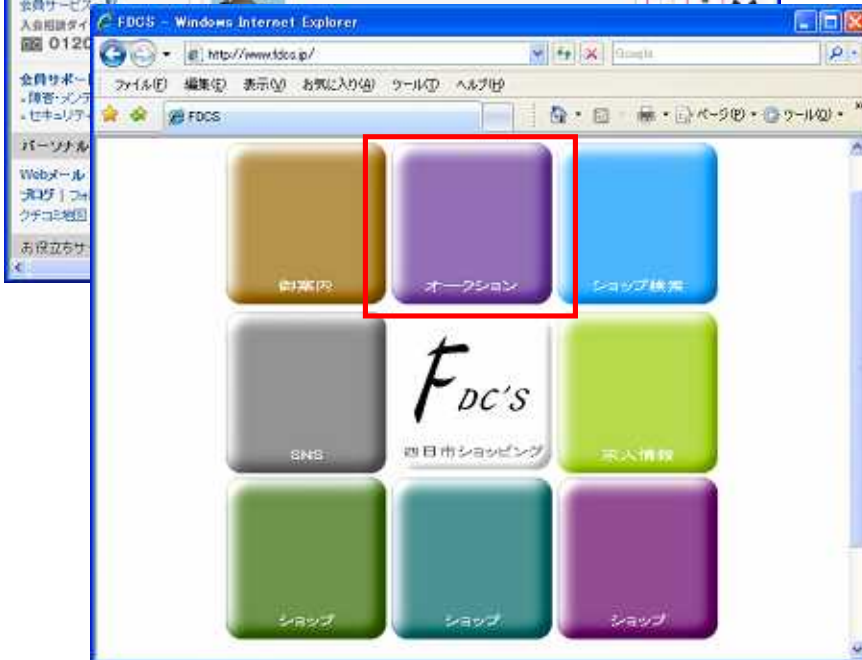 会員サービス
入会相談ダイ
0120
会員サポート
・障害・メンテ
・セキュリティ
パーソナル
Webメール
ブログ | フォ
クチコミ地図
お役立ちサ
FDCS - Windows Internet Explorer
http://www.fdcs.jp/
Google
ファイル(F) 編集(E) 表示(V) お気に入り(A) ツール(T) ヘルプ(H)
FDCS
ページ(P) ツール(O)
御案内
オークション
ショップ検索
SNS
FDC'S
四日市ショッピング
求人情報
ショップ
ショップ
ショップ